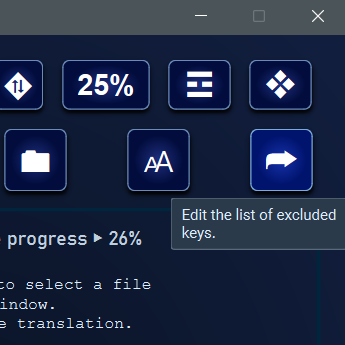 25%
AA
Edit the list of excluded
keys.
progress ► 26%
to select a file
indow.
e translation.